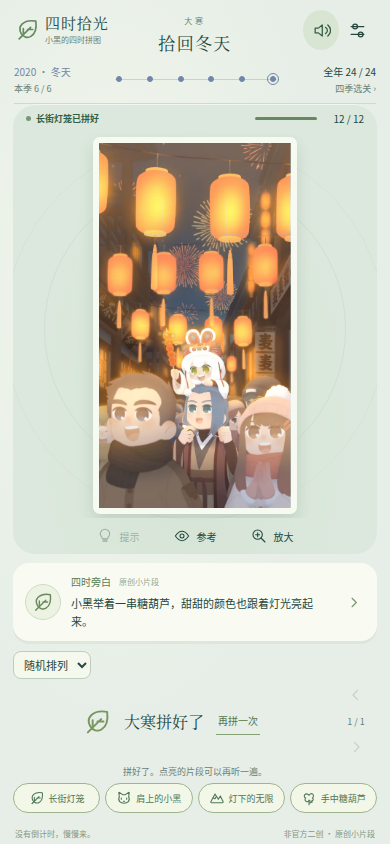 四时拾光
小黑的四时拼图
大寒
拾回冬天
2020 · 冬天
本季 6 / 6
全年 24 / 24
四季选关 ›
长街灯笼已拼好
12 / 12
提示
参考
放大
四时旁白 原创小片段
小黑举着一串糖葫芦，甜甜的颜色也跟着灯光亮起
来。
随机排列
大寒拼好了
再拼一次
1 / 1
拼好了。点亮的片段可以再听一遍。
长街灯笼
肩上的小黑
灯下的无限
手中糖葫芦
没有倒计时，慢慢来。
非官方二创 · 原创小片段